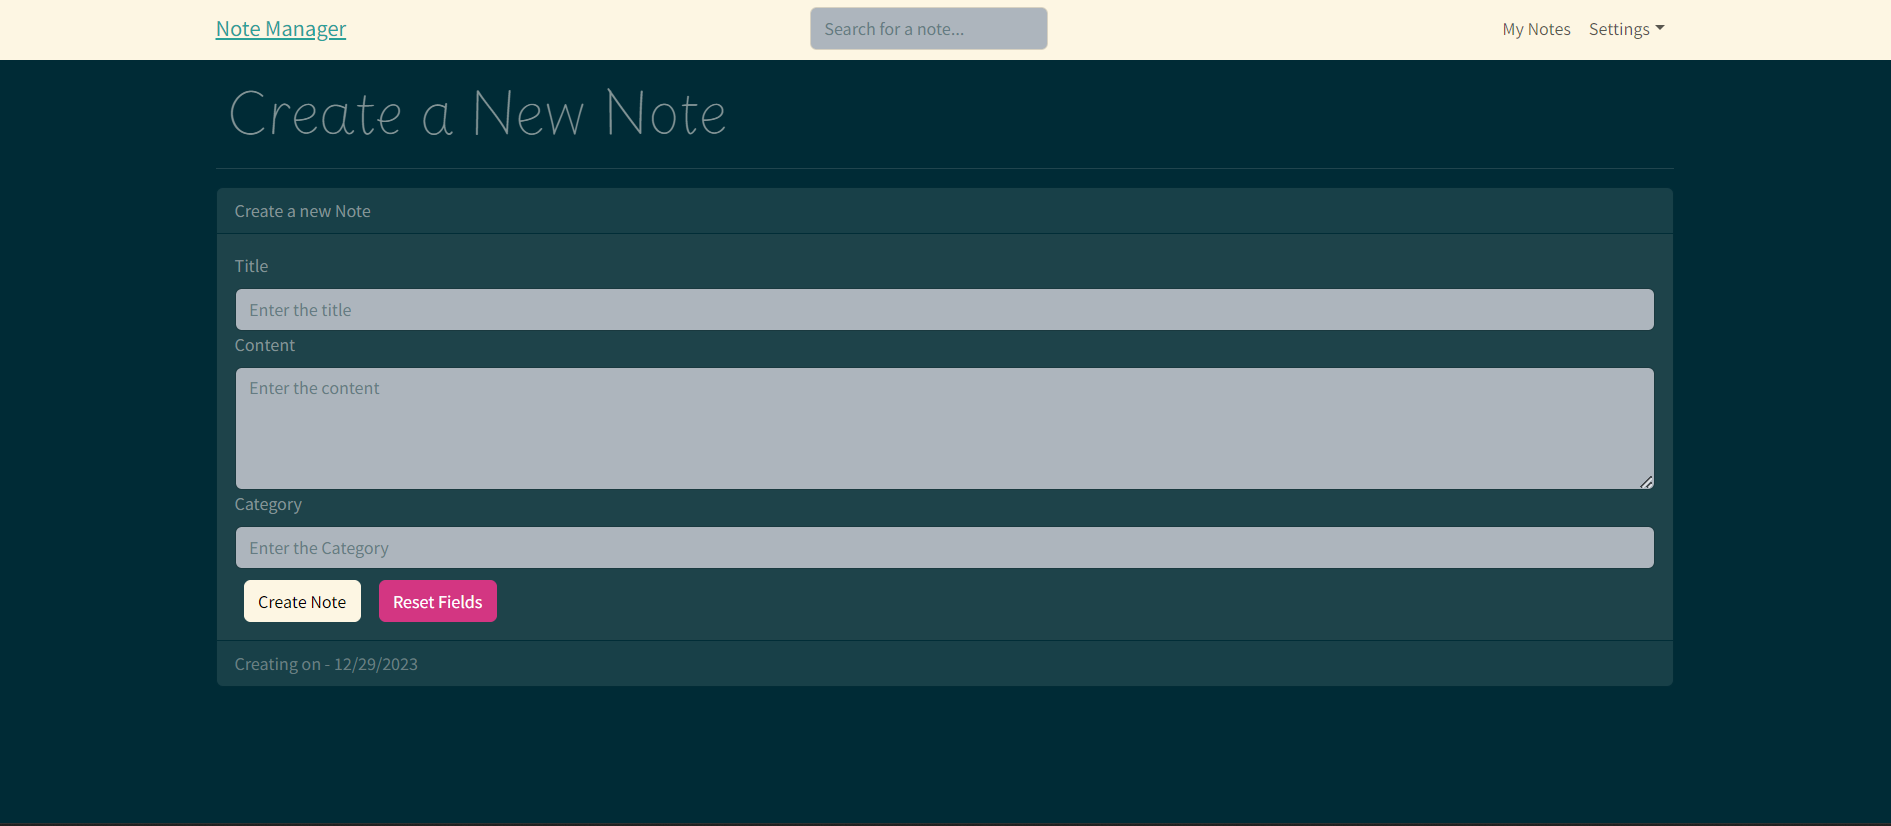 Note Manager
Search for a note...
My Notes
Settings
Create a New Note
Create a new Note
Title
Enter the title
Content
Enter the content
Category
Enter the Category
Create Note
Reset Fields
Creating on - 12/29/2023